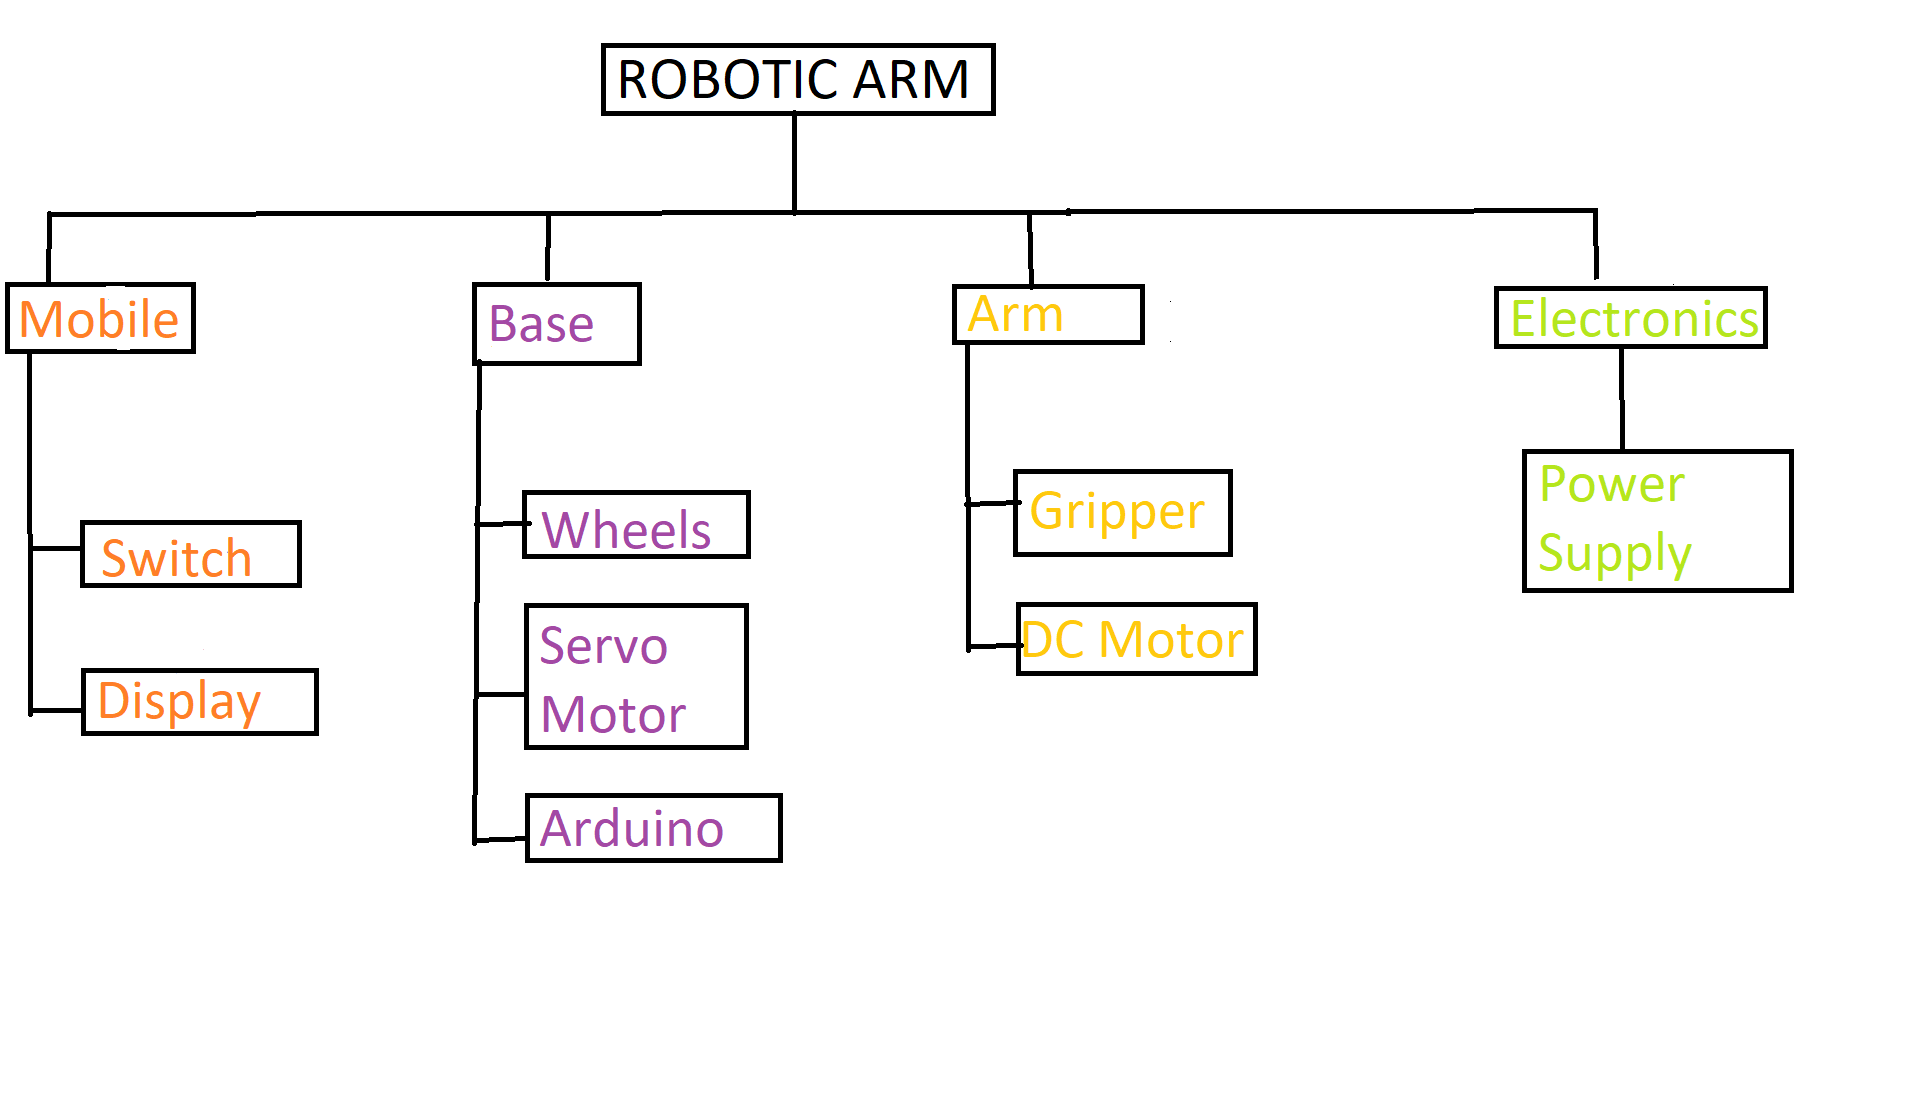 ROBOTIC ARM
Mobile
Switch
Display
Base
Wheels
Servo
Motor
Arduino
Arm
Gripper
DC Motor
Electronics
Power
Supply